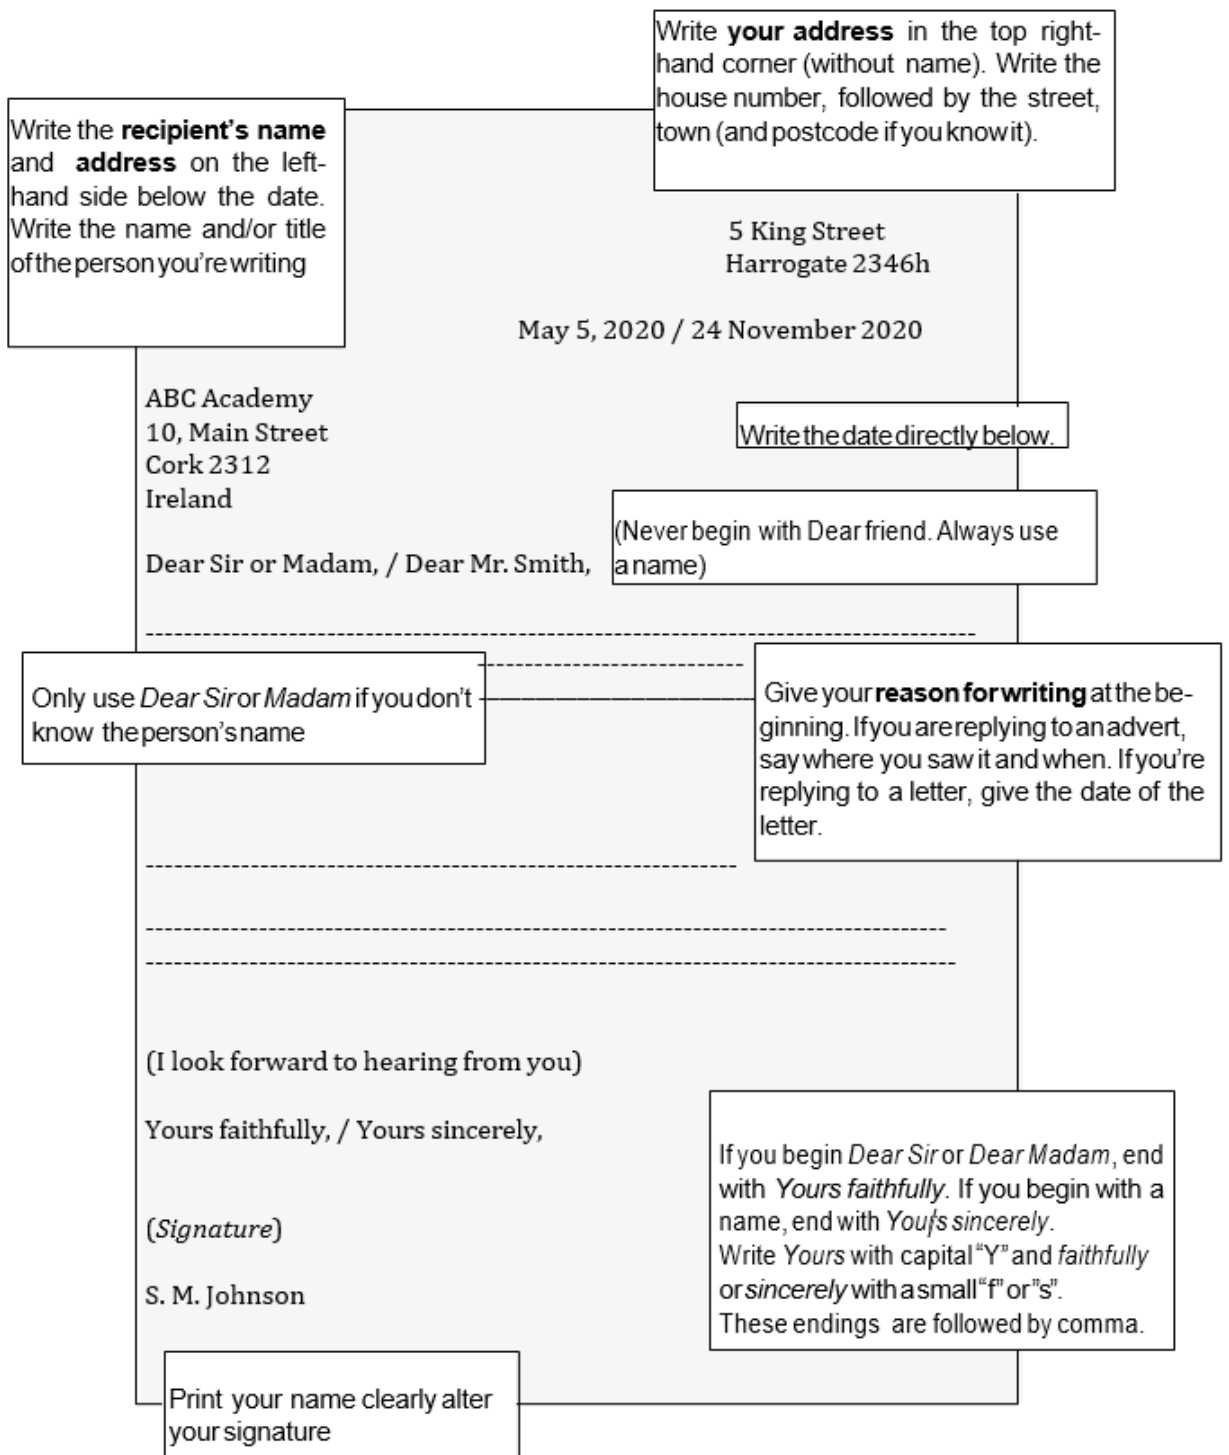 Write your address in the top right-
hand corner (without name). Write the
house number, followed by the street,
town (and postcode if you know it).
Write the recipient's name
and address on the left-
hand side below the date.
Write the name and/or title
of the person you're writing
5 King Street
Harrogate 2346h
May 5, 2020 / 24 November 2020
ABC Academy
10, Main Street
Cork 2312
Ireland
Write the date directly below.
(Never begin with Dear friend. Always use
a name)
Dear Sir or Madam, / Dear Mr. Smith,
Only use Dear Sir or Madam if you don't
know the person's name
Give your reason for writing at the be-
ginning. If you are replying to an advert,
say where you saw it and when. If you're
replying to a letter, give the date of the
letter.
(I look forward to hearing from you)
Yours faithfully, / Yours sincerely,
(Signature)
S. M. Johnson
If you begin Dear Sir or Dear Madam, end
with Yours faithfully. If you begin with a
name, end with Yours sincerely.
Write Yours with capital "Y" and faithfully
or sincerely with a small "f" or "s".
These endings are followed by comma.
Print your name clearly alter
your signature